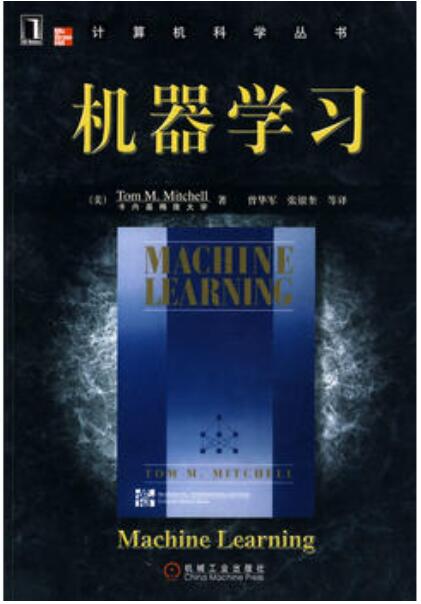 计算机科学丛书
机器学习
(美) Tom M. Mitchell 著 曾华军 张银奎 等译
卡内基梅隆大学
MACHINE
LEARNING
TOM M. MITCHELL
Machine Learning
机械工业出版社
China Machine Press